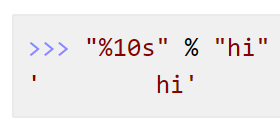 >>> "%10s" % "hi"
'        hi'